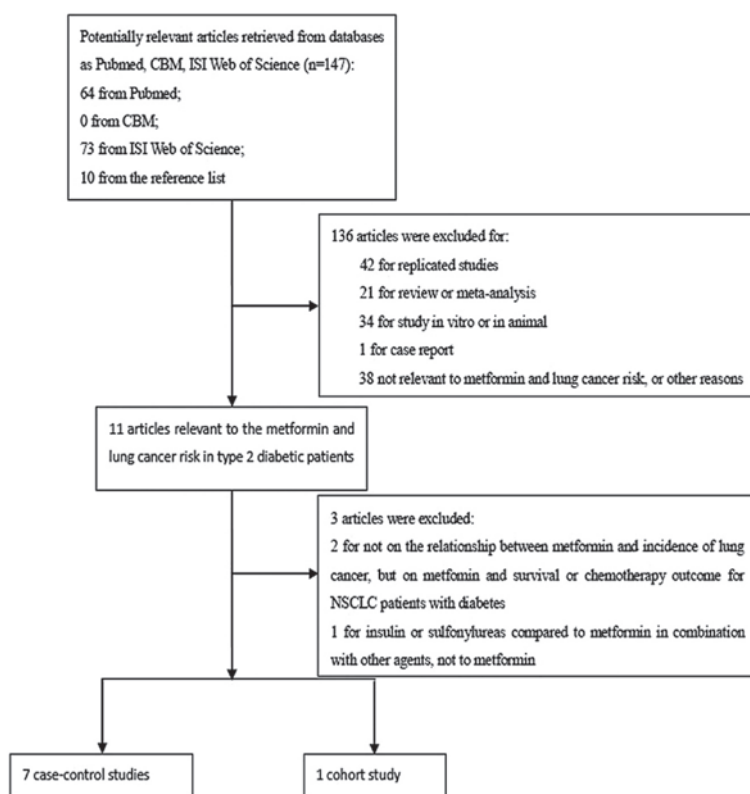 Potentially relevant articles retrieved from databases
as Pubmed, CBM, ISI Web of Science (n=147):
64 from Pubmed;
0 from CBM;
73 from ISI Web of Science;
10 from the reference list
136 articles were excluded for:
42 for replicated studies
21 for review or meta-analysis
34 for study in vitro or in animal
1 for case report
38 not relevant to metformin and lung cancer risk, or other reasons
11 articles relevant to the metformin and
lung cancer risk in type 2 diabetic patients
3 articles were excluded:
2 for not on the relationship between metformin and incidence of lung
cancer, but on metfomin and survival or chemotherapy outcome for
NSCLC patients with diabetes
1 for insulin or sulfonylureas compared to metformin in combination
with other agents, not to metformin
7 case-control studies
1 cohort study